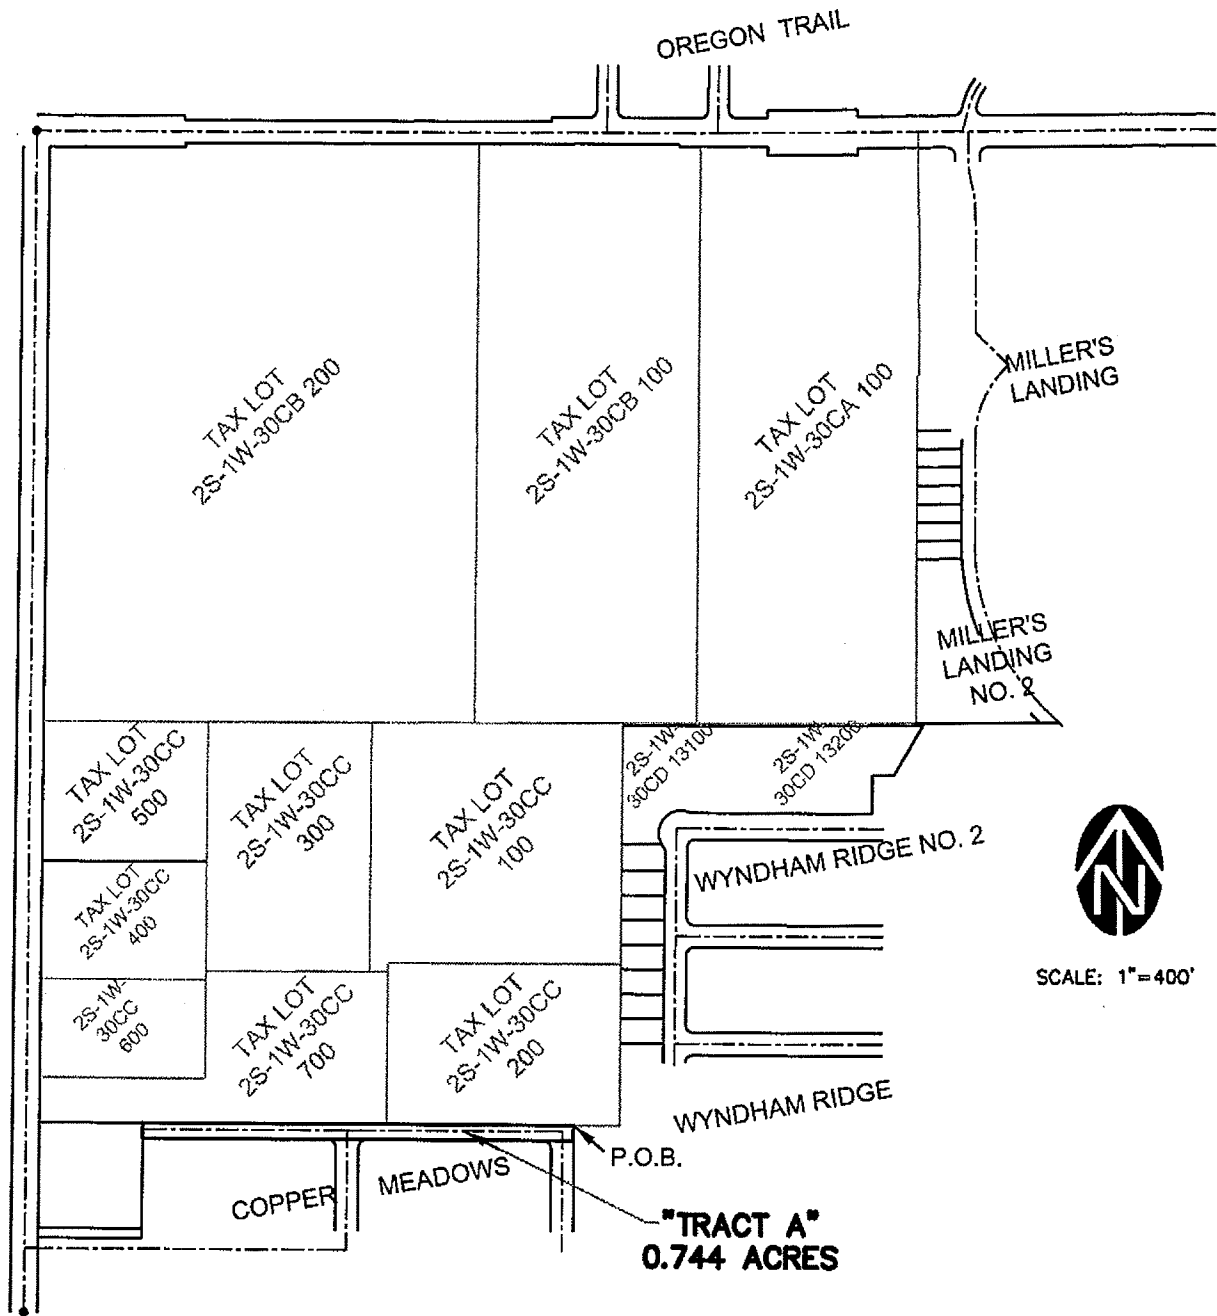 OREGON TRAIL
TAX LOT
2S-1W-30CB 200
TAX LOT
2S-1W-30CB 100
TAX LOT
2S-1W-30CA 100
MILLER'S
LANDING
MILLER'S
LANDING
NO. 2
TAX LOT
2S-1W-30CC
500
TAX LOT
2S-1W-30CC
300
TAX LOT
2S-1W-30CC
100
2S-1W-
30CD 13100
2S-1W-
30CD 13200
TAX LOT
2S-1W-30CC
400
WYNDHAM RIDGE NO. 2
N
SCALE: 1"=400'
2S-1W-
30CC
600
TAX LOT
2S-1W-30CC
700
TAX LOT
2S-1W-30CC
200
WYNDHAM RIDGE
P.O.B.
COPPER MEADOWS
"TRACT A"
0.744 ACRES